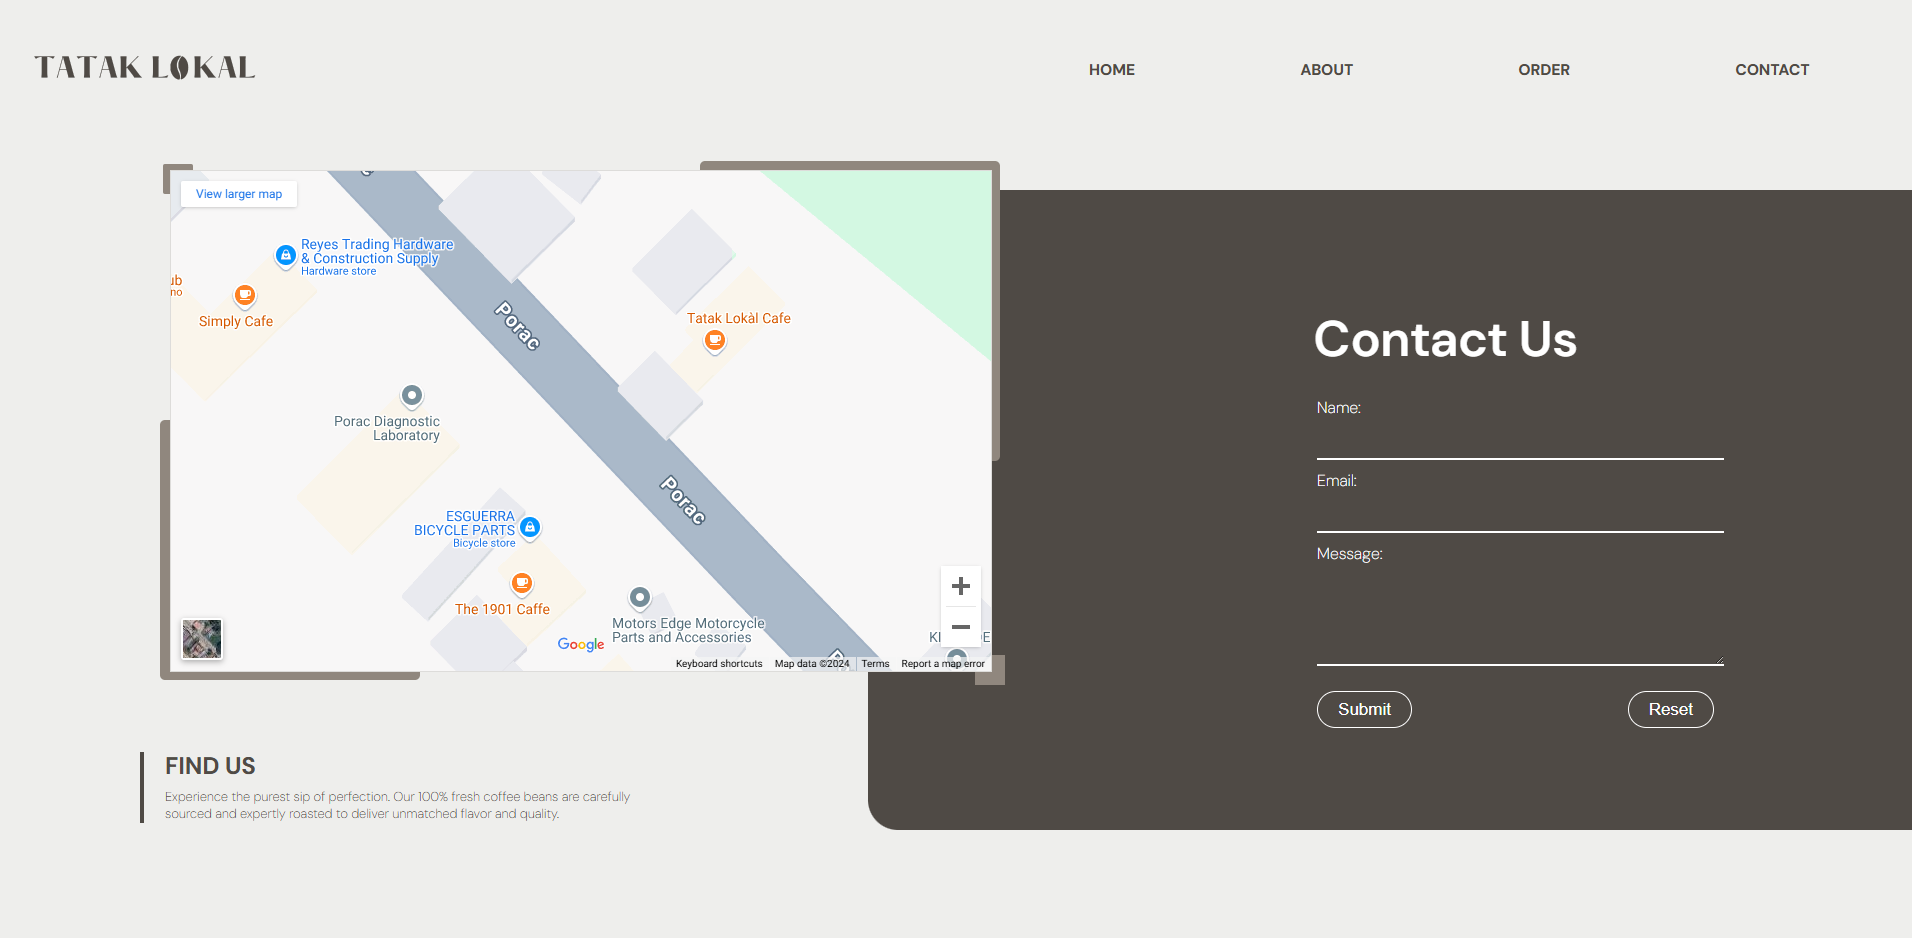 TATAK LOKAL
HOME
ABOUT
ORDER
CONTACT
View larger map
Reyes Trading Hardware
& Construction Supply
Hardware store
Simply Cafe
Porac
Tatak Lokàl Cafe
Porac Diagnostic
Laboratory
Porac
ESGUERRA
BICYCLE PARTS
Bicycle store
The 1901 Caffe
Motors Edge Motorcycle
Parts and Accessories
Google
Keyboard shortcuts
Map data ©2024
Terms
Report a map error
Contact Us
Name:
Email:
Message:
Submit
Reset
FIND US
Experience the purest sip of perfection. Our 100% fresh coffee beans are carefully
sourced and expertly roasted to deliver unmatched flavor and quality.